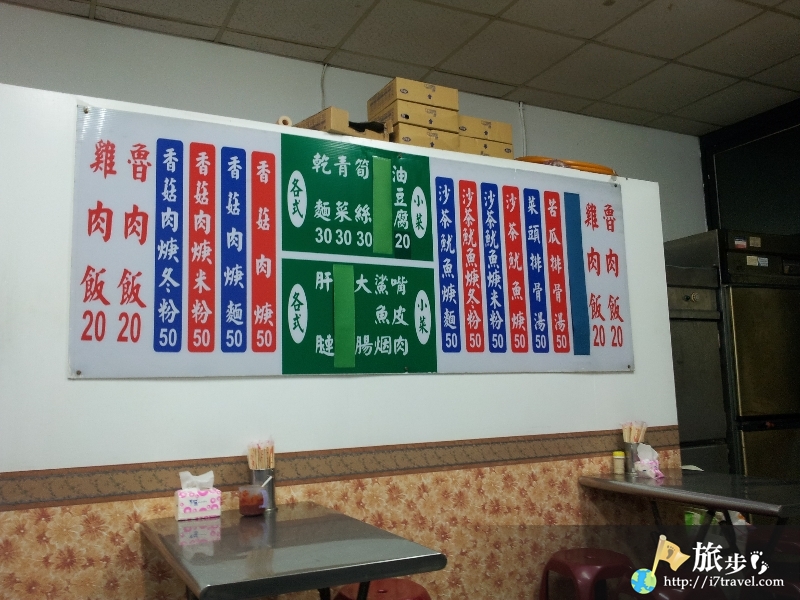 雞肉飯20
魯肉飯20
香菇肉焿冬粉50
香菇肉焿米粉50
香菇肉焿麵50
香菇肉焿50
各式小菜
乾麵30
青菜30
筍絲30
油豆腐20
各式小菜
肝
腱
大腸
鯊魚烟
嘴皮肉
沙茶魷魚焿麵50
沙茶魷魚焿冬粉50
沙茶魷魚焿米粉50
沙茶魷魚焿50
菜頭排骨湯50
苦瓜排骨湯50
雞肉飯20
魯肉飯20
旅步
http://i7travel.com